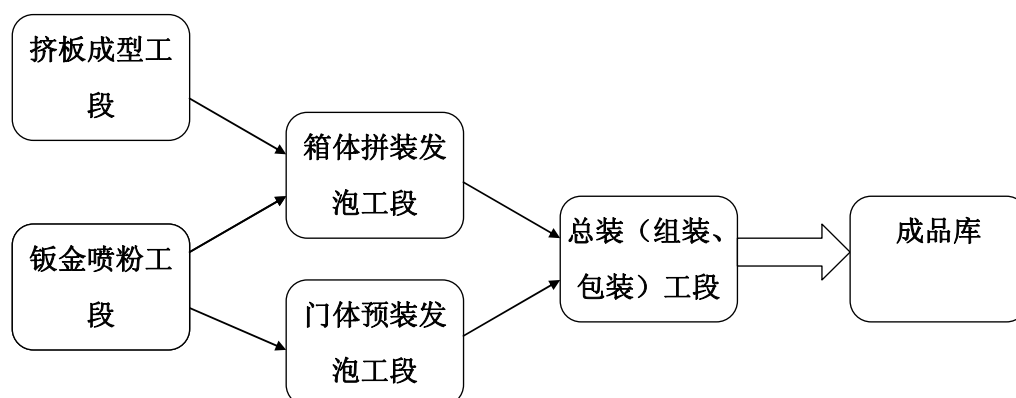 挤板成型工
段
钣金喷粉工
段
箱体拼装发
泡工段
门体预装发
泡工段
总装（组装、
包装）工段
成品库